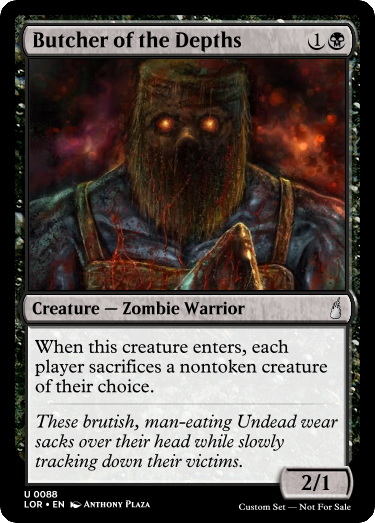 Butcher of the Depths 1
Creature — Zombie Warrior
When this creature enters, each
player sacrifices a nontoken creature
of their choice.
These brutish, man-eating Undead wear
sacks over their head while slowly
tracking down their victims.
2/1
U 0088
LOR • EN Anthony Plaza
Custom Set — Not For Sale